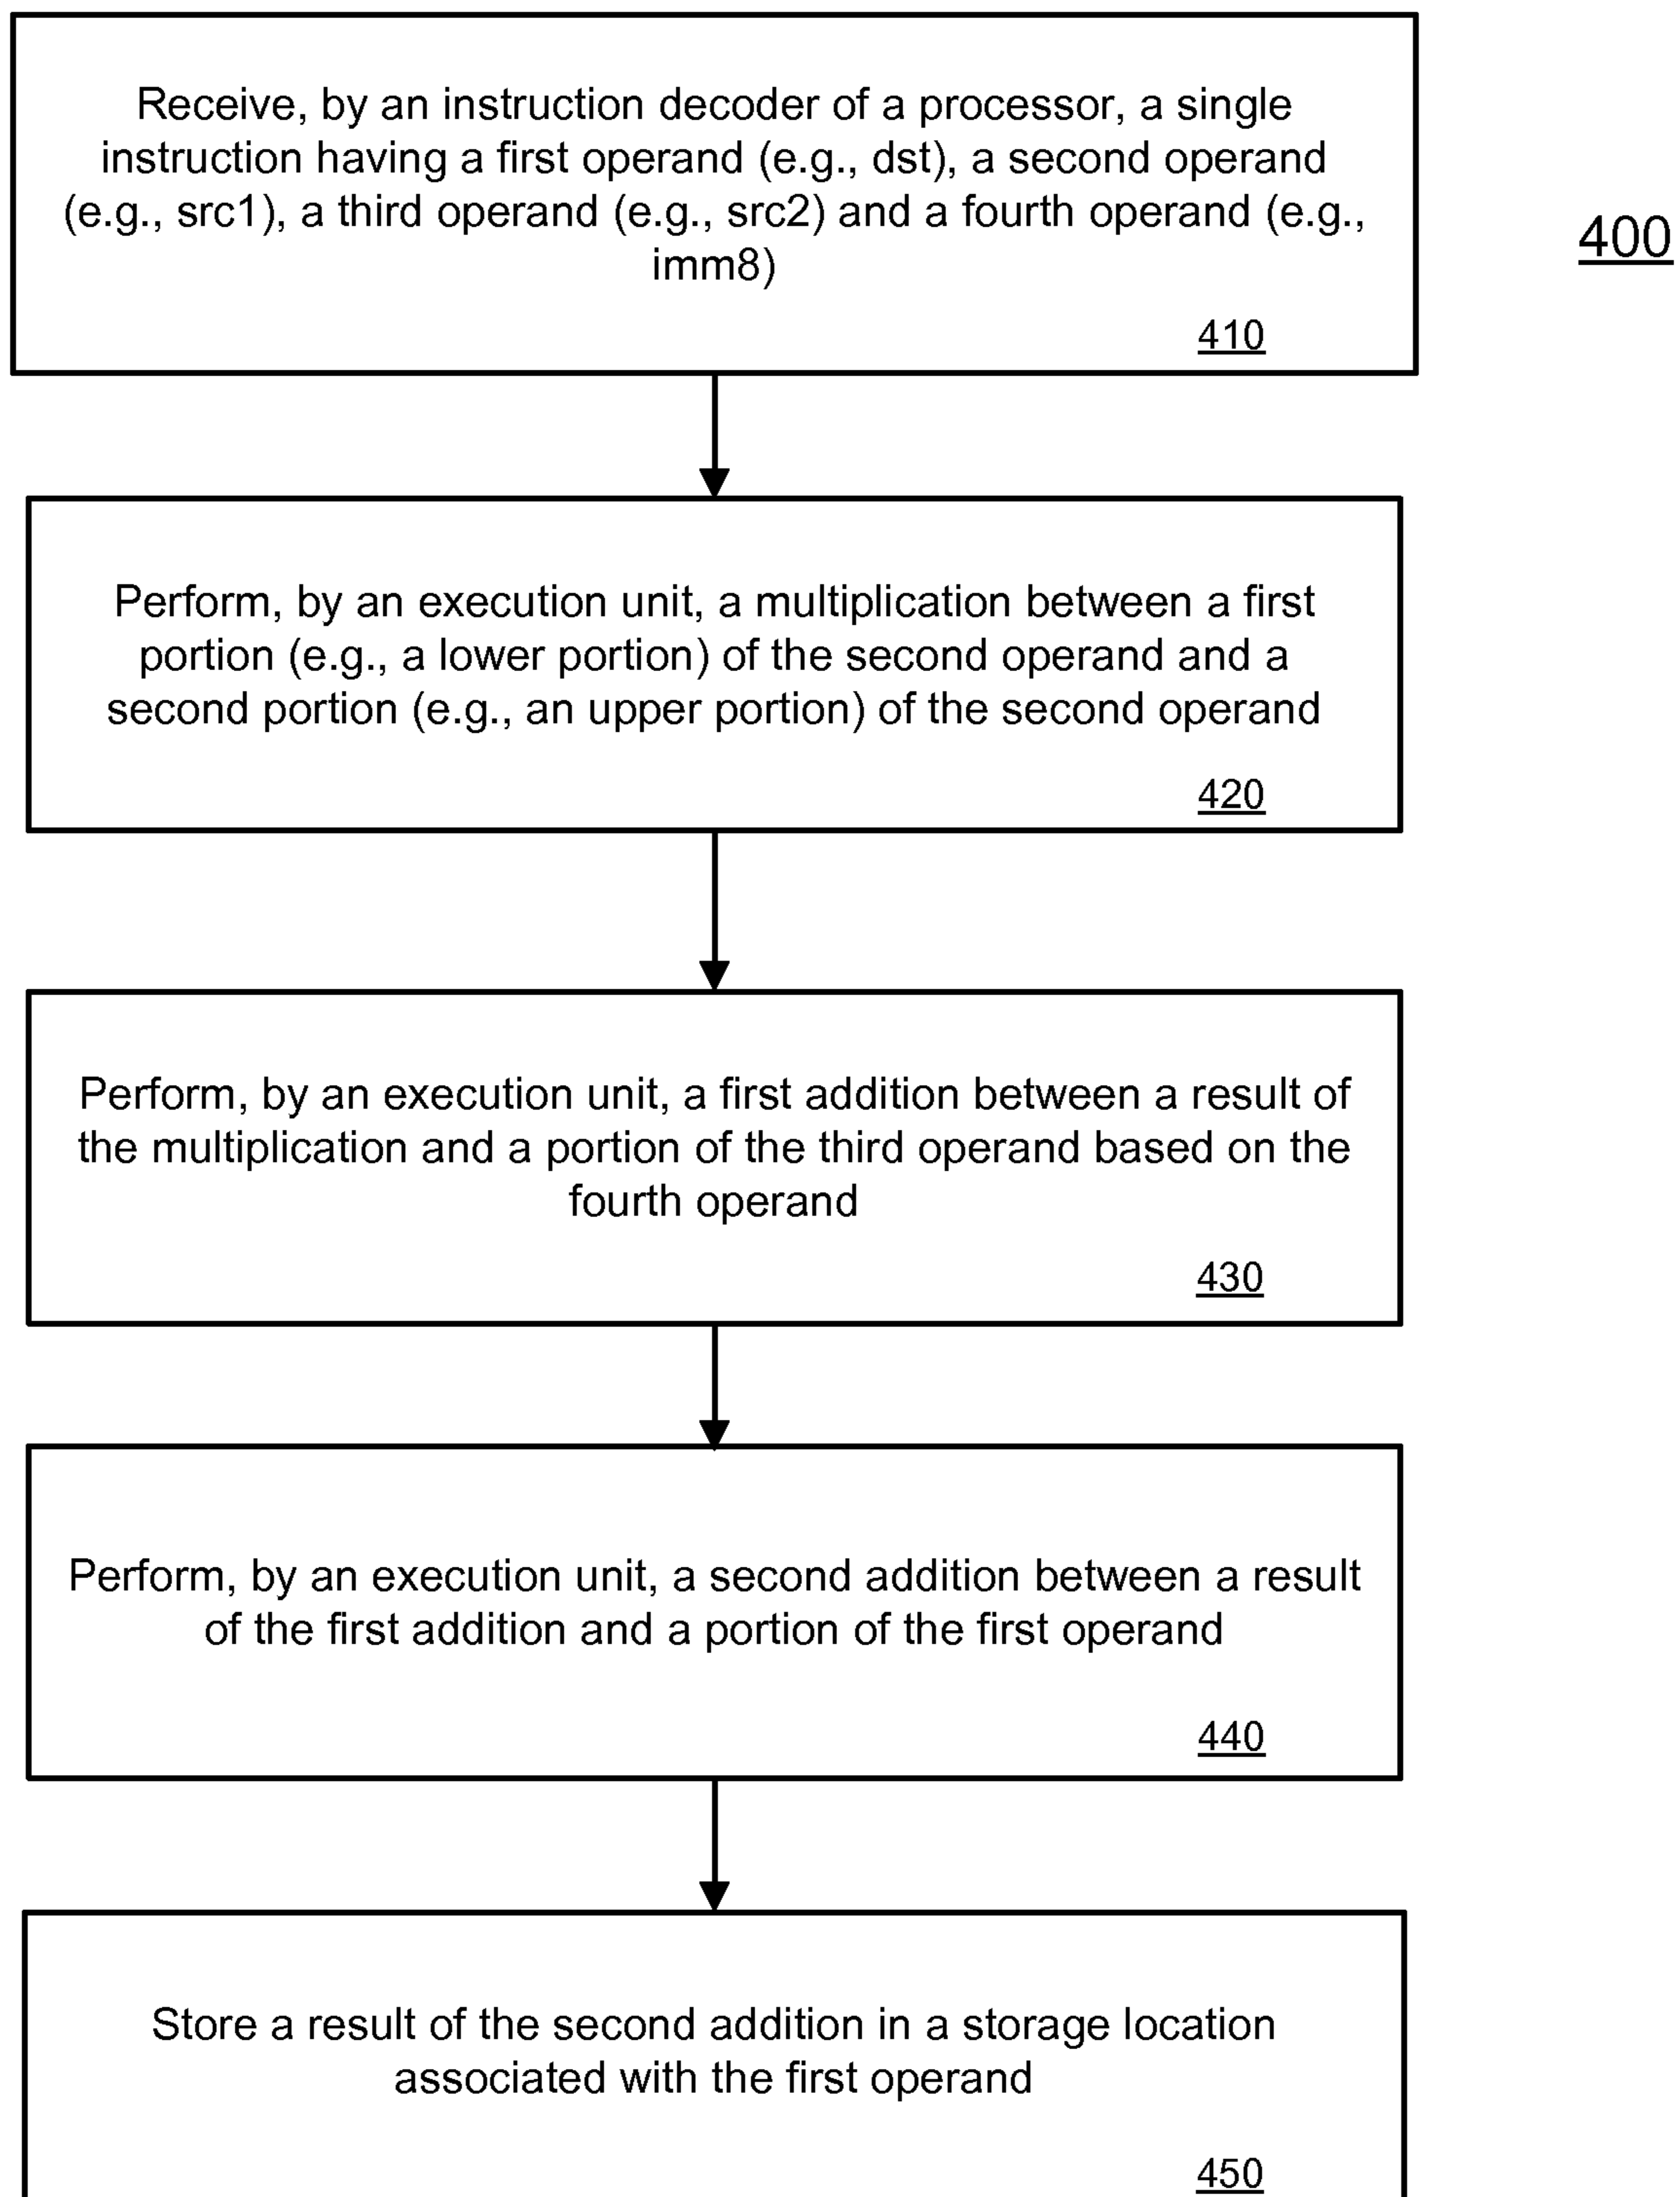 Receive, by an instruction decoder of a processor, a single
instruction having a first operand (e.g., dst), a second operand
(e.g., src1), a third operand (e.g., src2) and a fourth operand (e.g.,
imm8)
400
410
Perform, by an execution unit, a multiplication between a first
portion (e.g., a lower portion) of the second operand and a
second portion (e.g., an upper portion) of the second operand
420
Perform, by an execution unit, a first addition between a result of
the multiplication and a portion of the third operand based on the
fourth operand
430
Perform, by an execution unit, a second addition between a result
of the first addition and a portion of the first operand
440
Store a result of the second addition in a storage location
associated with the first operand
450